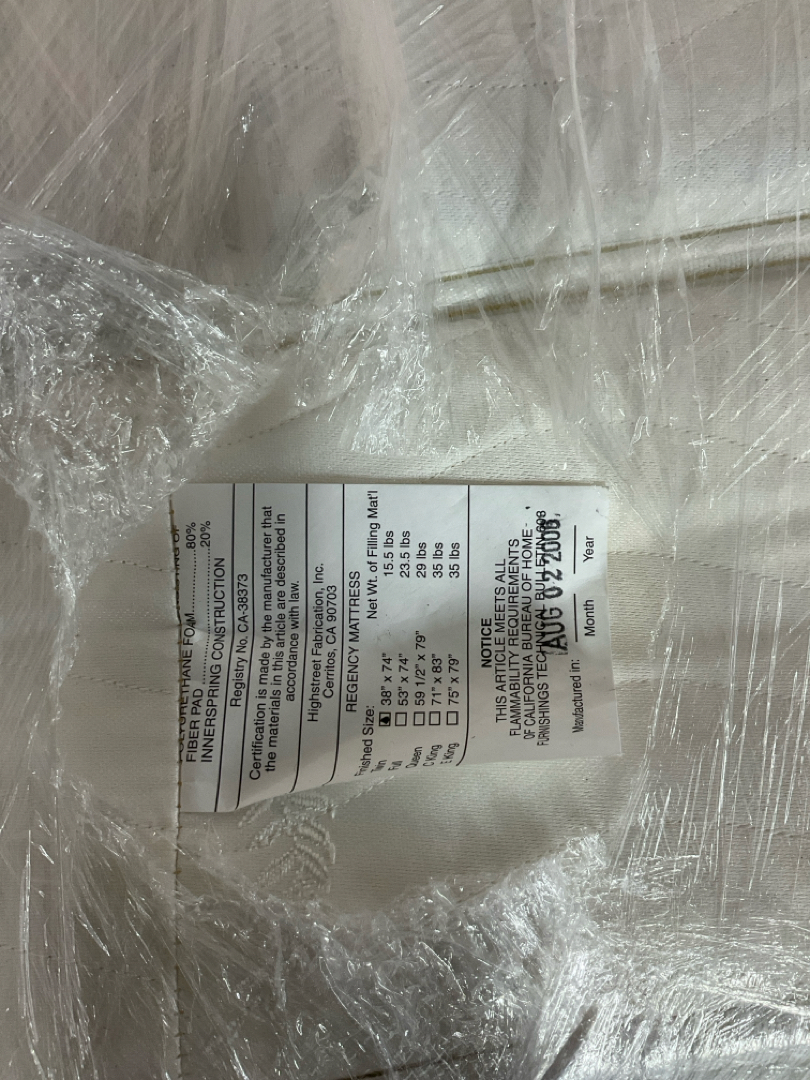 POLYURETHANE FOAM..................80%
FIBER PAD ..............................20%
INNERSPRING CONSTRUCTION
Registry No. CA-38373
Certification is made by the manufacturer that
the materials in this article are described in
accordance with law.
Highstreet Fabrication, Inc.
Cerritos, CA 90703
REGENCY MATTRESS
Finished Size: Net Wt. of Filling Mat'l
Twin 38" x 74" 15.5 lbs
Full 53" x 74" 23.5 lbs
Queen 59 1/2" x 79" 29 lbs
C King 71" x 83" 35 lbs
E King 75" x 79" 35 lbs
NOTICE
THIS ARTICLE MEETS ALL
FLAMMABILITY REQUIREMENTS
OF CALIFORNIA BUREAU OF HOME-
FURNISHINGS TECHNICAL BULLETIN
AUG 02
Manufactured in:
Month Year